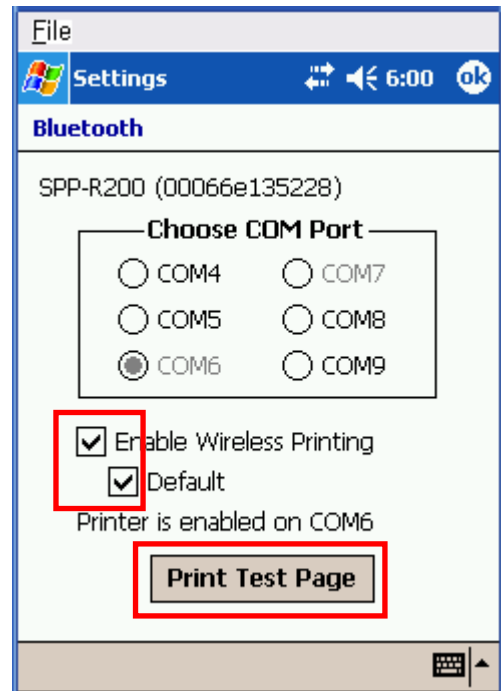 File
Settings 6:00 ok
Bluetooth
SPP-R200 (00066e135228)
Choose COM Port
COM4 COM7
COM5 COM8
COM6 COM9
Enable Wireless Printing
Default
Printer is enabled on COM6
Print Test Page